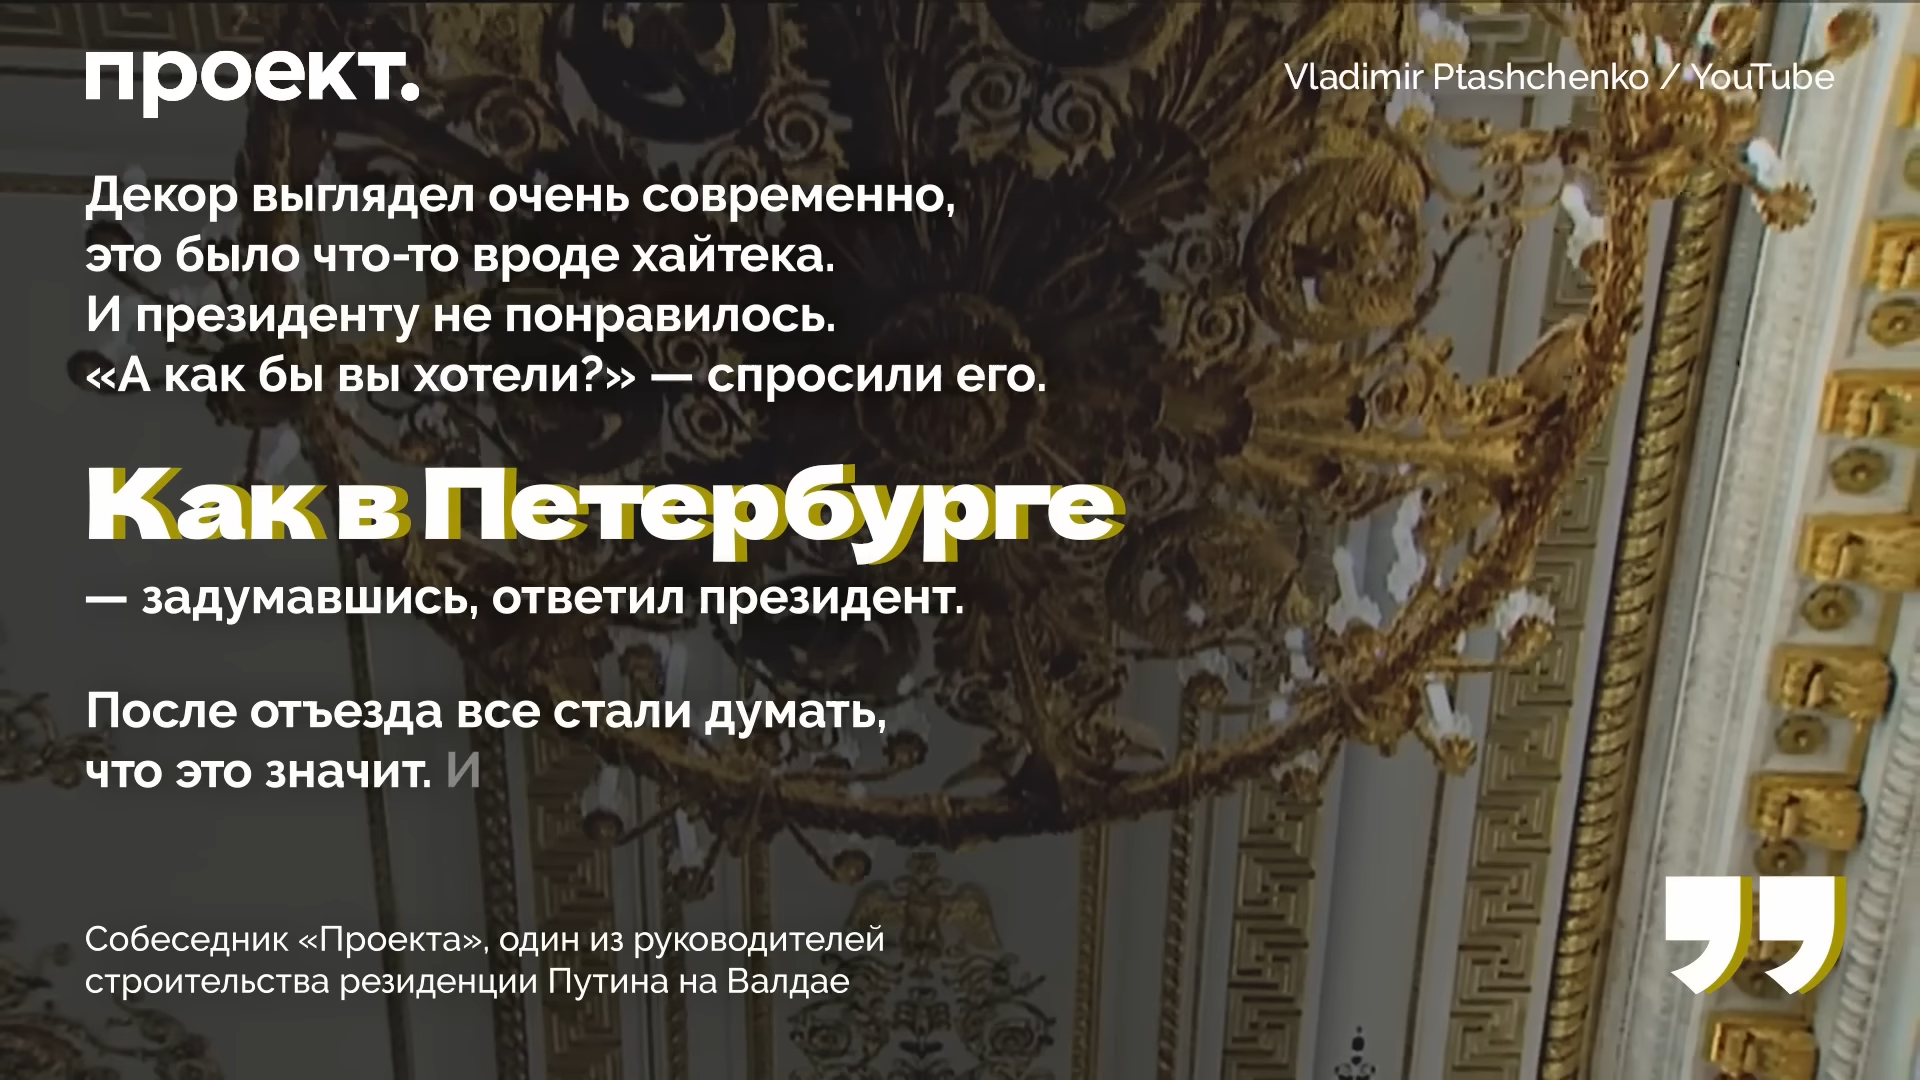 проект.
Vladimir Ptashchenko / YouTube
Декор выглядел очень современно,
это было что-то вроде хайтека.
И президенту не понравилось.
«А как бы вы хотели?» — спросили его.
Как в Петербурге
— задумавшись, ответил президент.
После отъезда все стали думать,
что это значит. И
Собеседник «Проекта», один из руководителей
строительства резиденции Путина на Валдае